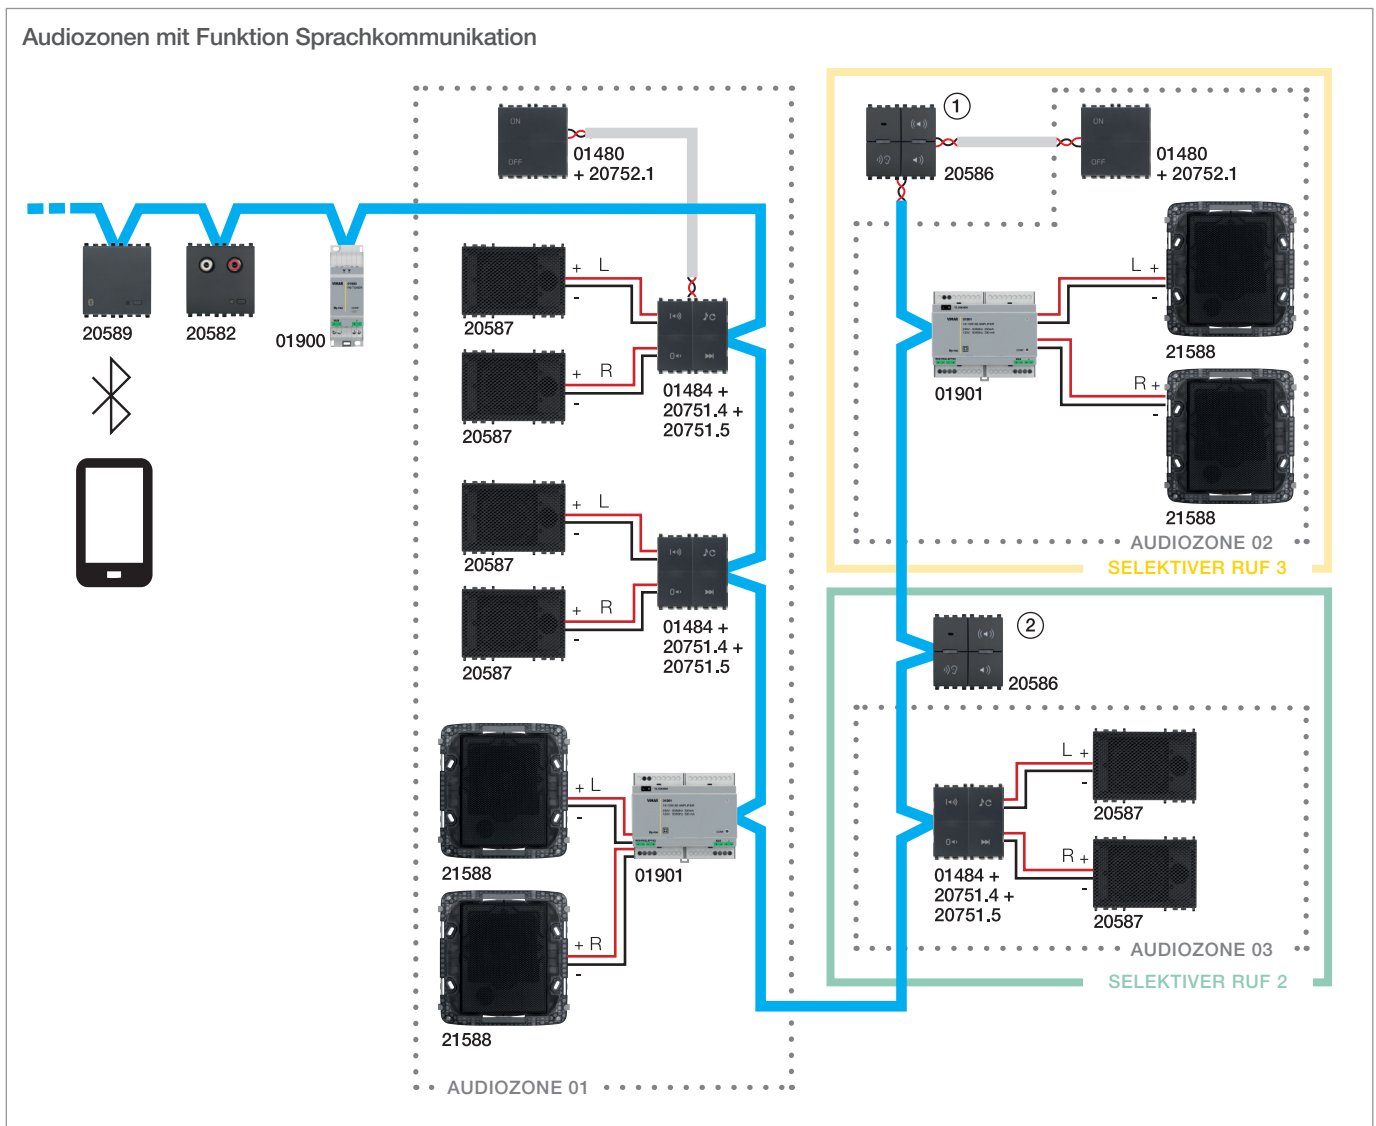 Audiozonen mit Funktion Sprachkommunikation
ON
OFF
01480
+ 20752.1
20589
20582
01900
+ L
-
20587
+ R
-
20587
01484 +
20751.4 +
20751.5
+ L
-
20587
+ R
-
20587
01484 +
20751.4 +
20751.5
+ L
-
21588
VIMAR
01901
+ R
-
21588
AUDIOZONE 01
1
20586
ON
OFF
01480
+ 20752.1
L +
-
21588
VIMAR
01901
R +
-
21588
AUDIOZONE 02
SELEKTIVER RUF 3
2
20586
L +
-
20587
01484 +
20751.4 +
20751.5
R +
-
20587
AUDIOZONE 03
SELEKTIVER RUF 2